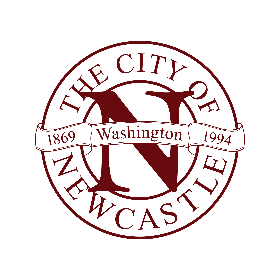 THE CITY OF
N
1869 Washington 1994
NEWCASTLE